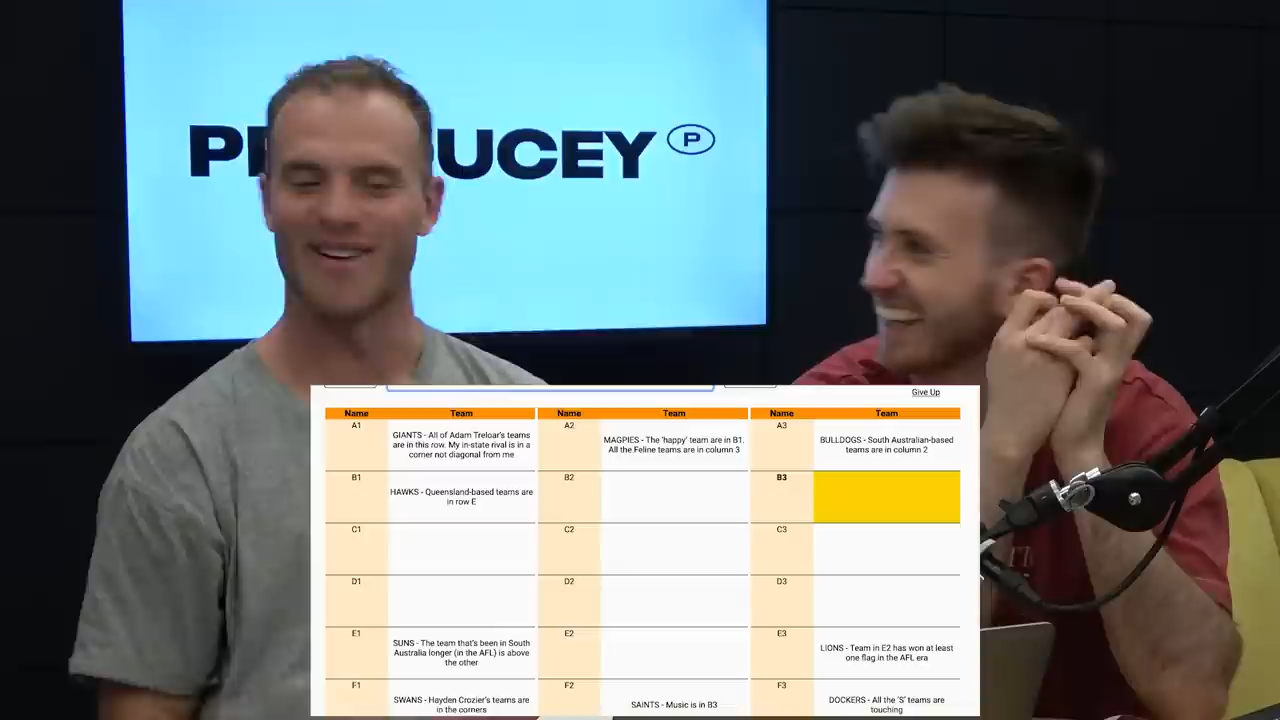 UCEY P
Give Up
Name Team Name Team Name Team
A1
GIANTS - All of Adam Treloar's teams
are in this row. My in-state rival is in a
corner not diagonal from me
A2
MAGPIES - The 'happy' team are in B1.
All the Feline teams are in column 3
A3
BULLDOGS - South Australian-based
teams are in column 2
B1
HAWKS - Queensland-based teams are
in row E
B2
B3
C1
C2
C3
D1
D2
D3
E1
SUNS - The team that's been in South
Australia longer (in the AFL) is above
the other
E2
E3
LIONS - Team in E2 has won at least
one flag in the AFL era
F1
SWANS - Hayden Crozier's teams are
in the corners
F2
SAINTS - Music is in B3
F3
DOCKERS - All the 'S' teams are
touching